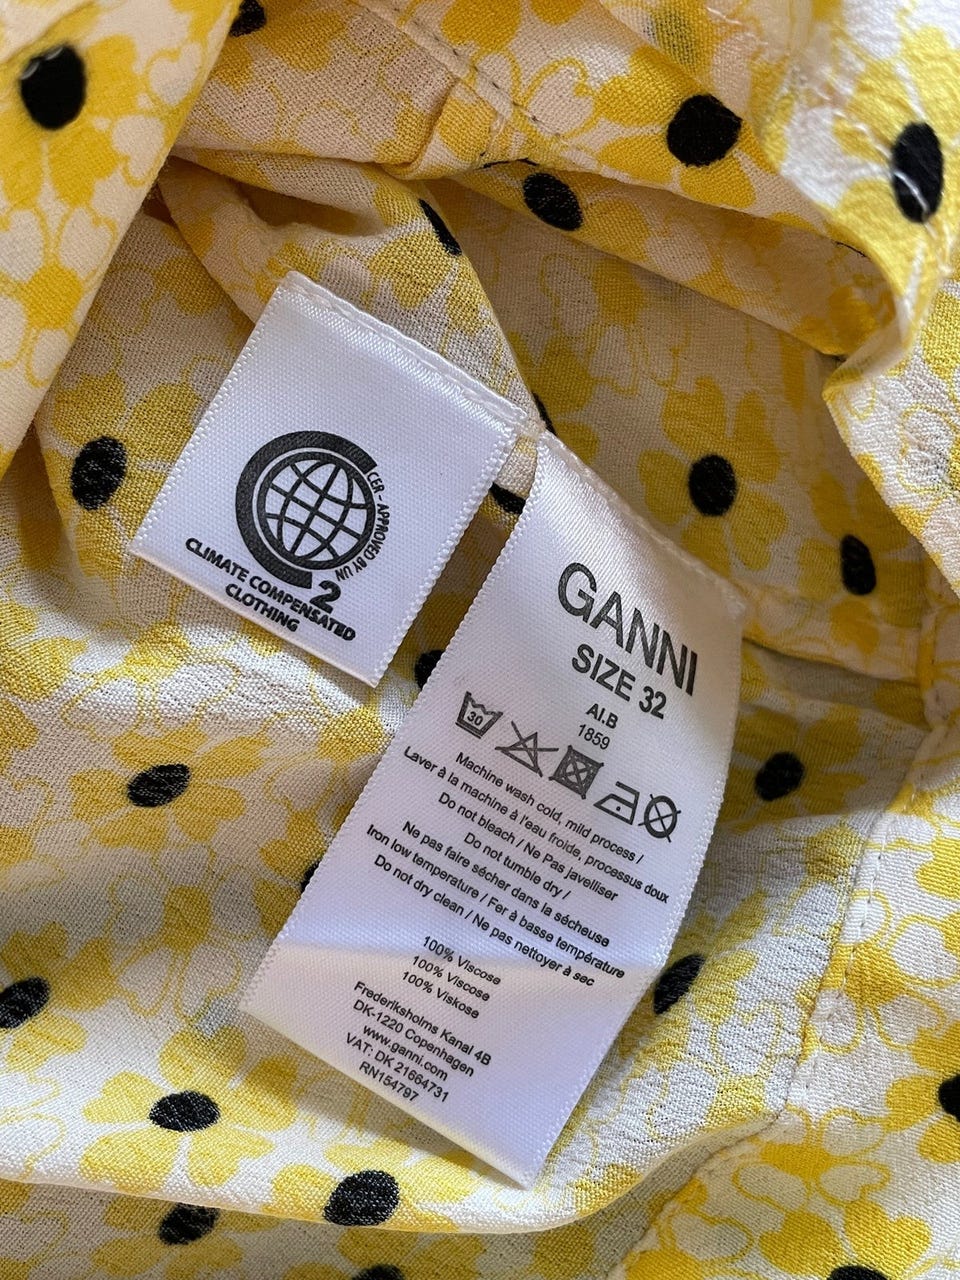 CER - APPROVED BY UN
2
CLIMATE COMPENSATED
CLOTHING
GANNI
SIZE 32
AI.B
1859
30
Machine wash cold, mild process /
Laver à la machine à l'eau froide, processus doux
Do not bleach / Ne Pas javelliser
Do not tumble dry /
Ne pas faire sécher dans la sécheuse
Iron low temperature / Fer à basse température
Do not dry clean / Ne pas nettoyer à sec
100% Viscose
100% Viscose
100% Viskose
Frederiksholms Kanal 4B
DK-1220 Copenhagen
www.ganni.com
VAT: DK 21664731
RN154797